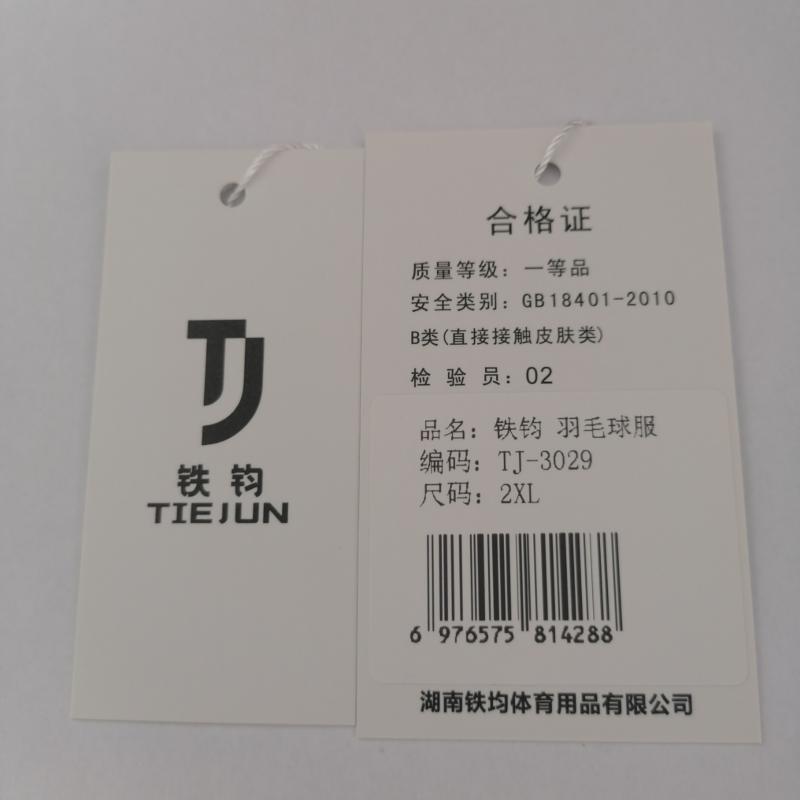 TJ
铁钧
TIEJUN
合格证
质量等级：一等品
安全类别：GB18401-2010
B类(直接接触皮肤类)
检 验 员：02
品名：铁钧 羽毛球服
编码：TJ-3029
尺码：2XL
6 976575 814288
湖南铁均体育用品有限公司